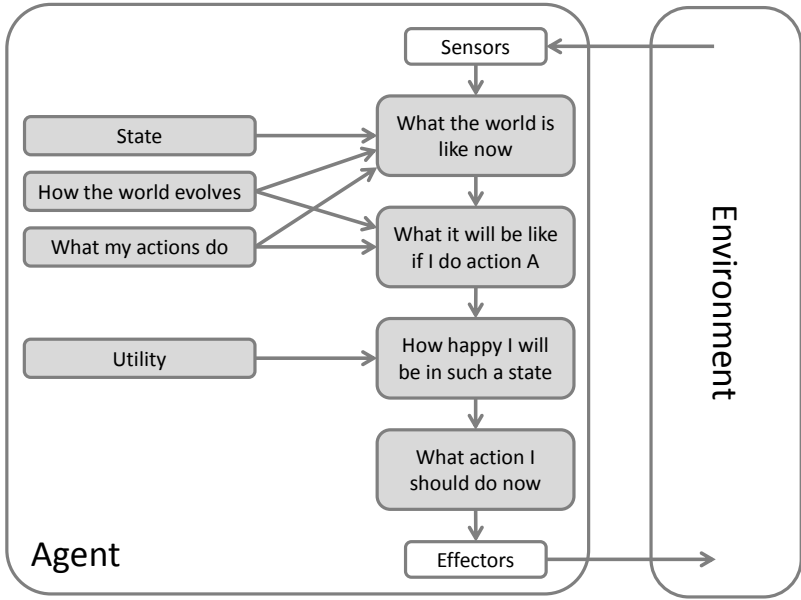 Sensors
What the world is
like now
State
How the world evolves
What my actions do
What it will be like
if I do action A
Utility
How happy I will
be in such a state
What action I
should do now
Effectors
Agent
Environment